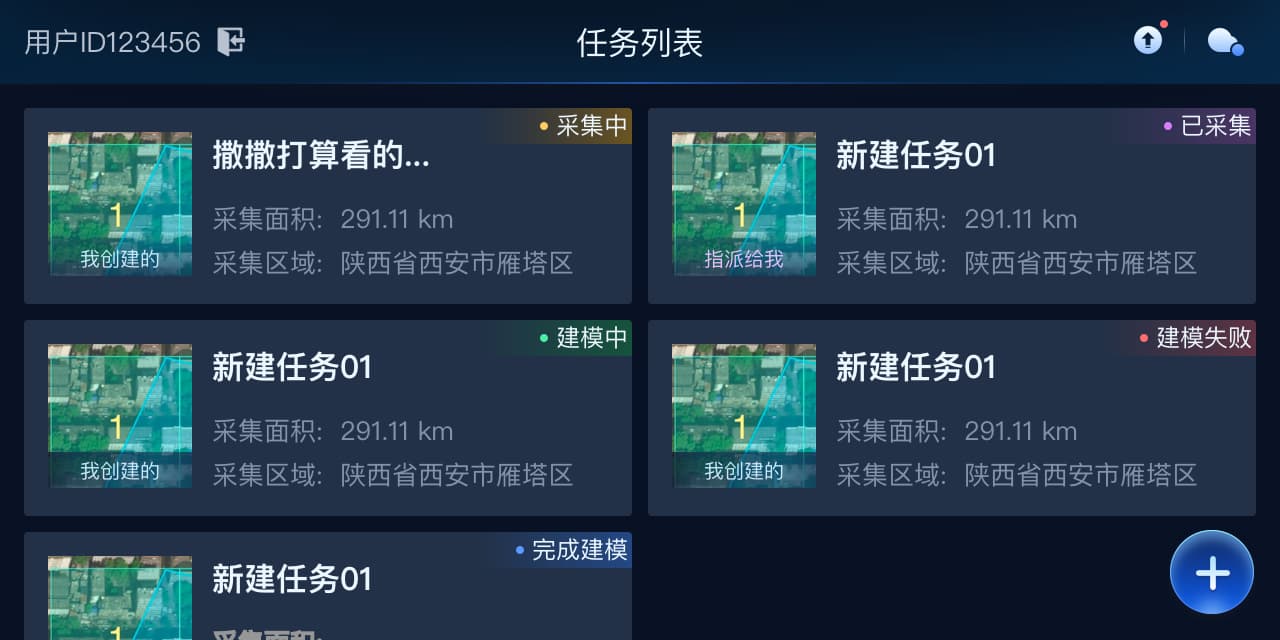 用户ID123456
任务列表
采集中
撒撒打算看的...
1
采集面积: 291.11 km
我创建的
采集区域: 陕西省西安市雁塔区
已采集
新建任务01
1
采集面积: 291.11 km
指派给我
采集区域: 陕西省西安市雁塔区
建模中
新建任务01
1
采集面积: 291.11 km
我创建的
采集区域: 陕西省西安市雁塔区
建模失败
新建任务01
1
采集面积: 291.11 km
我创建的
采集区域: 陕西省西安市雁塔区
完成建模
新建任务01
1
采集面积: